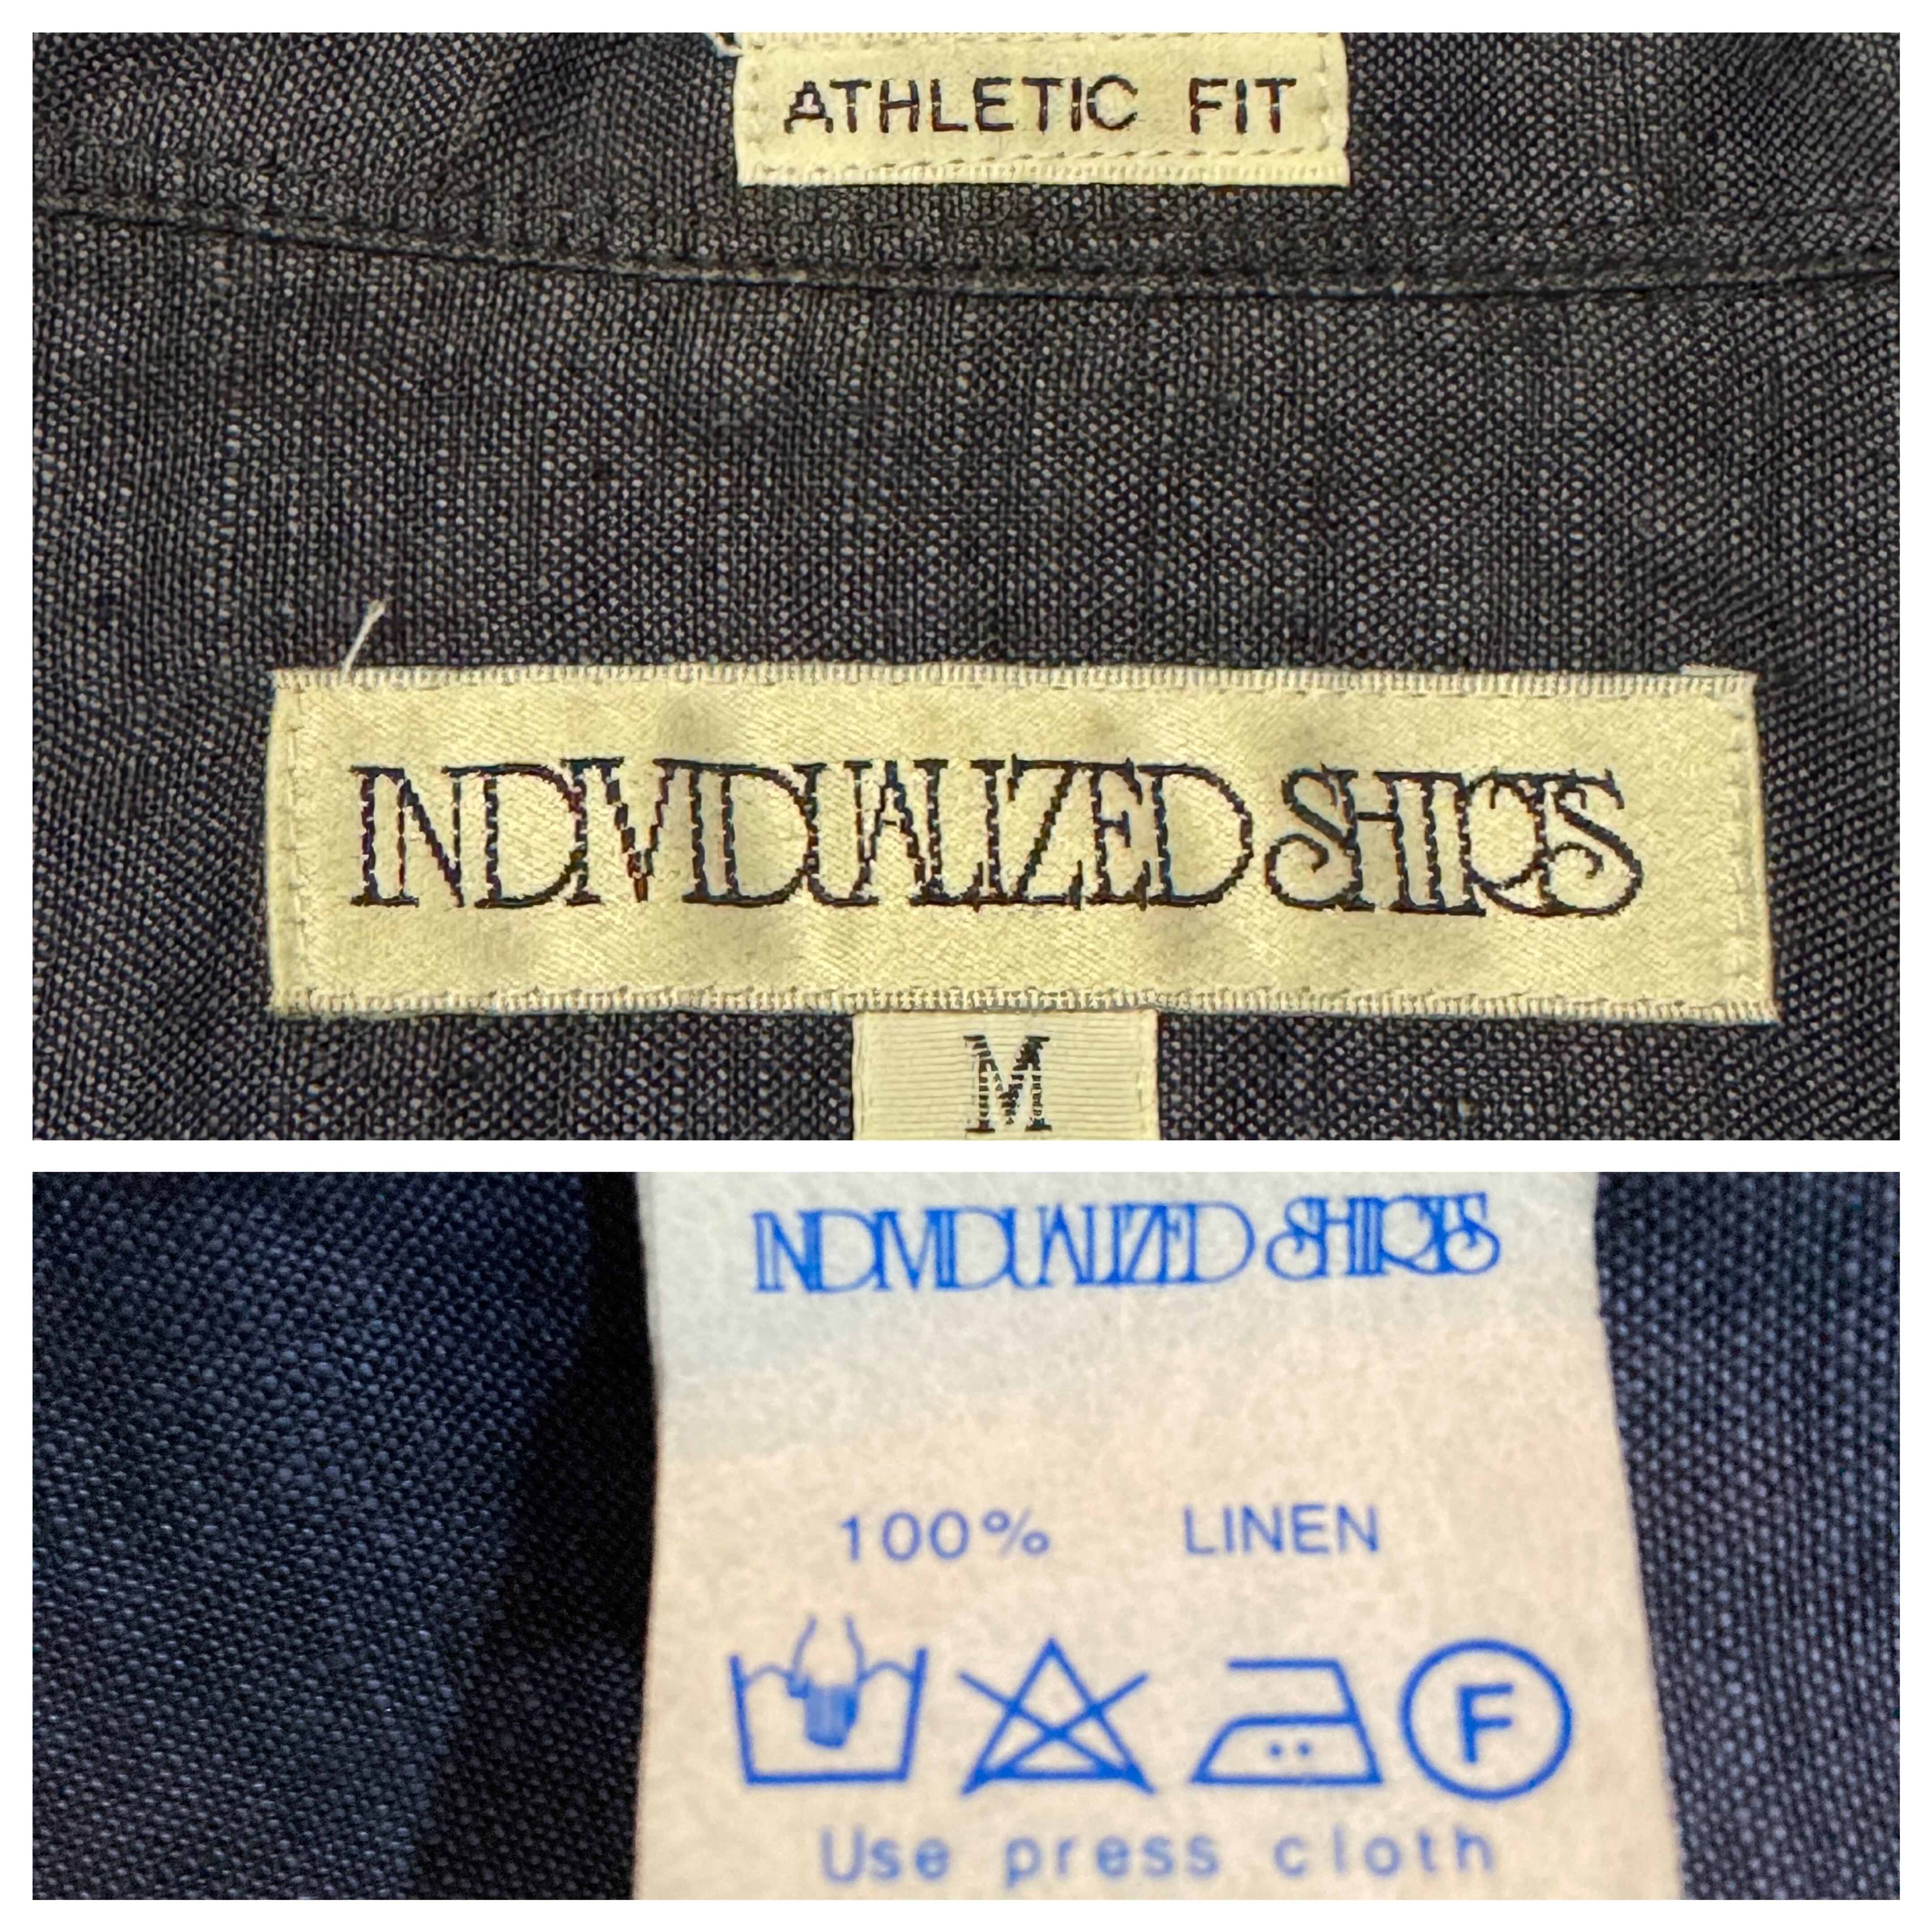 ATHLETIC FIT
INDIVIDUALIZED SHIRTS
M
INDIVIDUALIZED SHIRTS
100% LINEN
F
Use press cloth